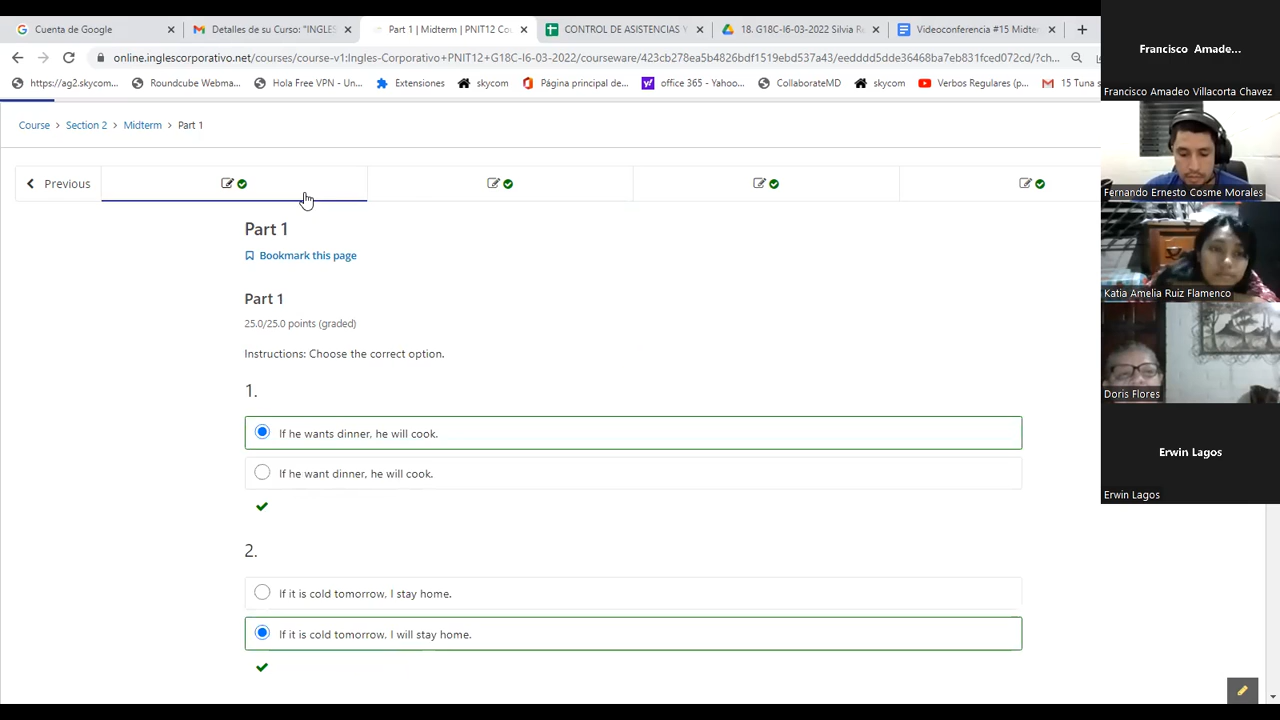 Cuenta de Google
Detalles de su Curso: "INGLES
Part 1 | Midterm | PNIT12 Co
CONTROL DE ASISTENCIAS Y
18. G18C-I6-03-2022 Silvia R
Videoconferencia #15 Midte
online.inglescorporativo.net/courses/course-v1:Ingles-Corporativo+PNIT12+G18C-I6-03-2022/courseware/423cb278ea5b4826bdf1519ebd537a43/eedddd5dde36468ba7eb831fced072cd/?ch...
https://ag2.skycom...
Roundcube Webma...
Hola Free VPN - Un...
Extensiones
skycom
Página principal de...
office 365 - Yahoo...
CollaborateMD
skycom
Verbos Regulares (p...
15 Tuna s
Course > Section 2 > Midterm > Part 1
Previous
Part 1
Bookmark this page
Part 1
25.0/25.0 points (graded)
Instructions: Choose the correct option.
1.
If he wants dinner, he will cook.
If he want dinner, he will cook.
2.
If it is cold tomorrow, I stay home.
If it is cold tomorrow, I will stay home.
Francisco Amade...
Francisco Amadeo Villacorta Chavez
Fernando Ernesto Cosme Morales
Katia Amelia Ruiz Flamenco
Doris Flores
Erwin Lagos
Erwin Lagos